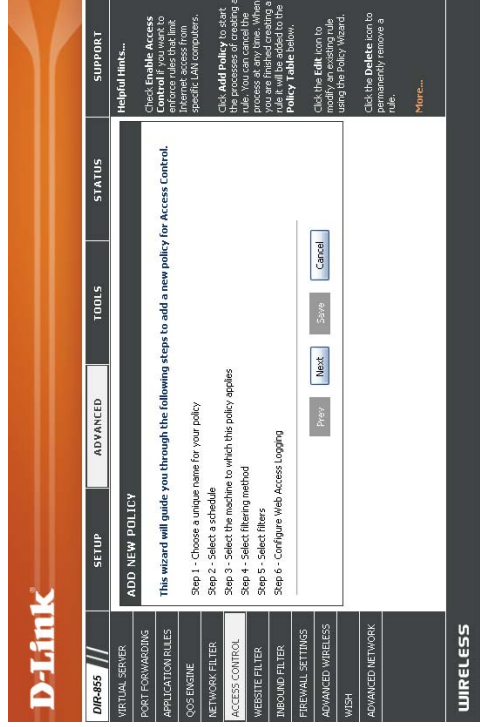 D-Link
DIR-855
SETUP
ADVANCED
TOOLS
STATUS
SUPPORT
VIRTUAL SERVER
PORT FORWARDING
APPLICATION RULES
QOS ENGINE
NETWORK FILTER
ACCESS CONTROL
WEBSITE FILTER
INBOUND FILTER
FIREWALL SETTINGS
ADVANCED WIRELESS
WISH
ADVANCED NETWORK
ADD NEW POLICY
This wizard will guide you through the following steps to add a new policy for Access Control.
Step 1 - Choose a unique name for your policy
Step 2 - Select a schedule
Step 3 - Select the machine to which this policy applies
Step 4 - Select filtering method
Step 5 - Select filters
Step 6 - Configure Web Access Logging
Prev
Next
Save
Cancel
Helpful Hints...
Check Enable Access
Control if you want to
enforce rules that limit
Internet access from
specific LAN computers.
Click Add Policy to start
the processes of creating a
rule. You can cancel the
process at any time. When
you are finished creating a
rule it will be added to the
Policy Table below.
Click the Edit icon to
modify an existing rule
using the Policy Wizard.
Click the Delete icon to
permanently remove a
rule.
More...
WIRELESS